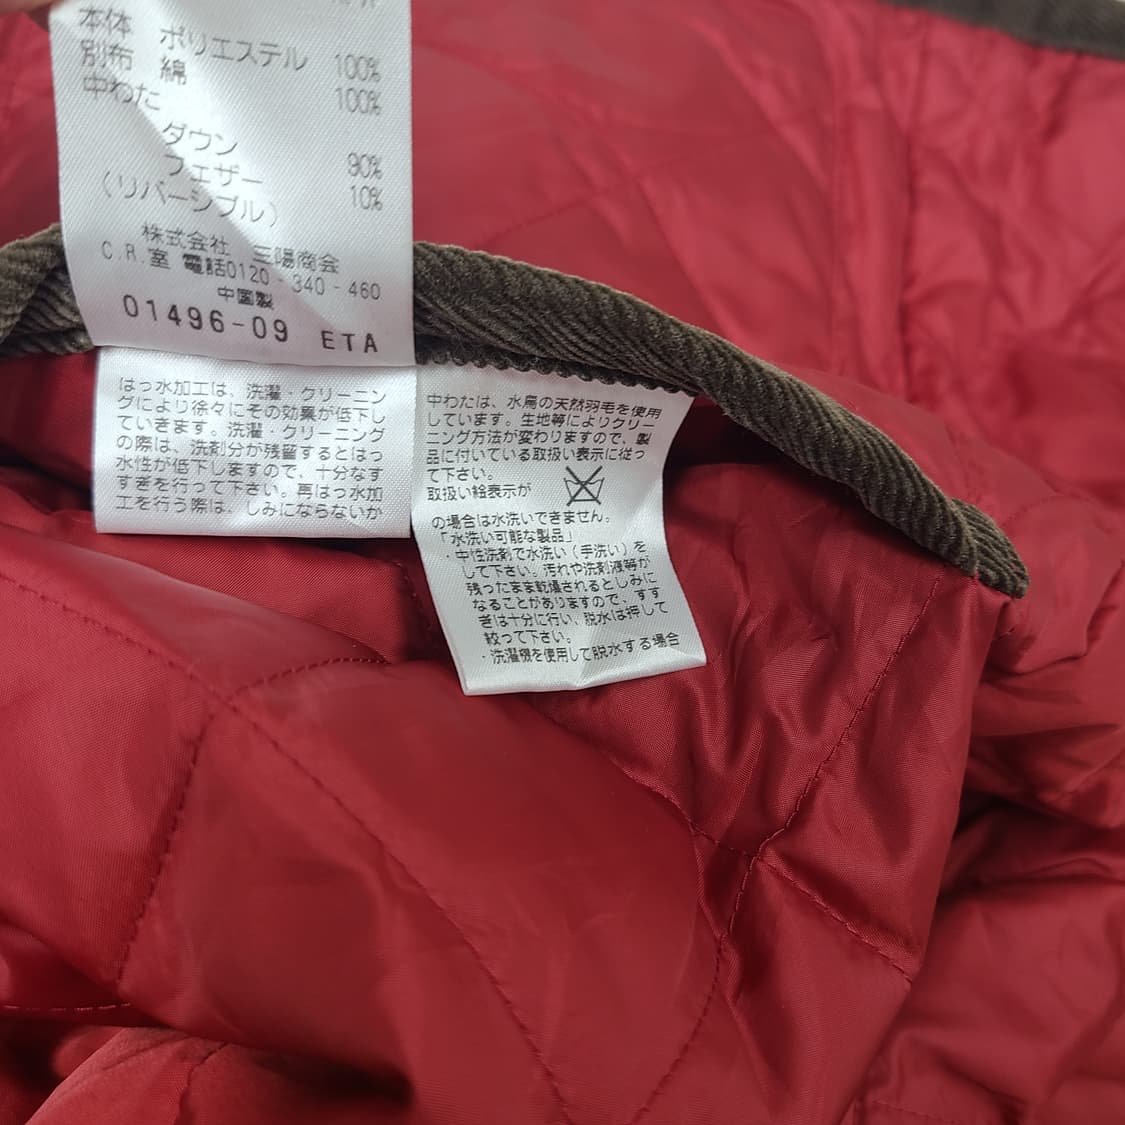 本体 ポリエステル 100%
別布 綿 100%
中わた
ダウン 90%
フェザー 10%
(リバーシブル)
株式会社 三陽商会
C.R.室 電話0120-340-460
中国製
01496-09 ETA
はっ水加工は、洗濯・クリーニン
グにより徐々にその効果が低下し
ていきます。洗濯・クリーニング
の際は、洗剤分が残留するとはっ
水性が低下しますので、十分なす
すぎを行って下さい。再はっ水加
工を行う際は、しみにならないか
中わたは、水鳥の天然羽毛を使用
しています。生地等によりクリー
ニング方法が変わりますので、製
品に付いている取扱い表示に従っ
て下さい。
取扱い絵表示が
の場合は水洗いできません。
「水洗い可能な製品」
・中性洗剤で水洗い(手洗い)を
して下さい。汚れや洗剤液等が
残ったまま乾燥されるとしみに
なることがありますので、すす
ぎは十分に行い、脱水は押して
絞って下さい。
・洗濯機を使用して脱水する場合